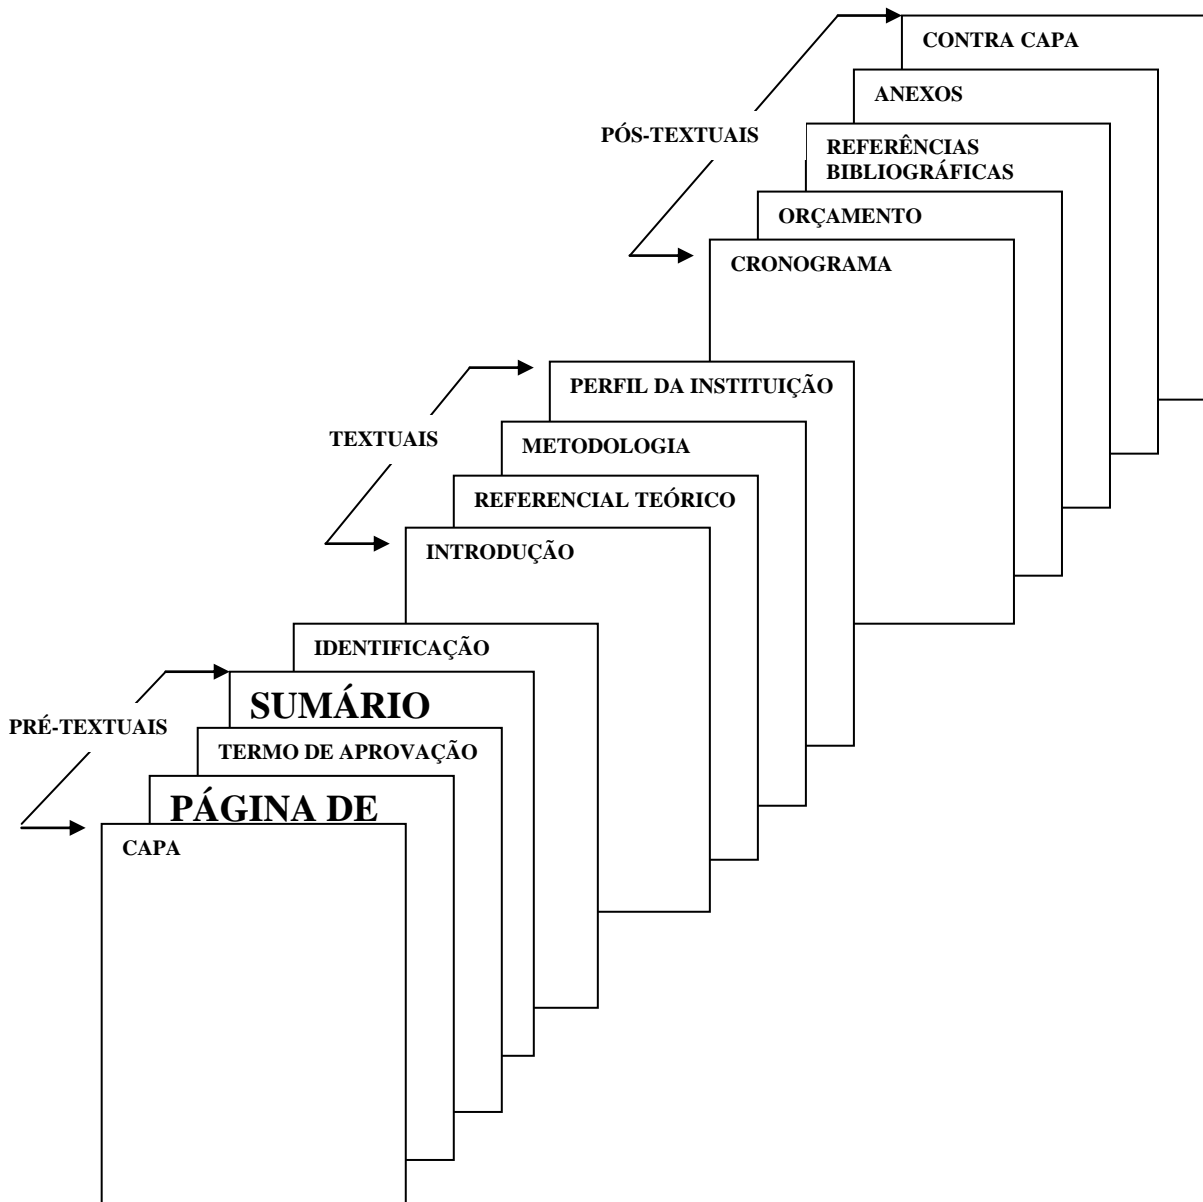 CONTRA CAPA
ANEXOS
PÓS-TEXTUAIS
REFERÊNCIAS
BIBLIOGRÁFICAS
ORÇAMENTO
CRONOGRAMA
PERFIL DA INSTITUIÇÃO
TEXTUAIS
METODOLOGIA
REFERENCIAL TEÓRICO
INTRODUÇÃO
IDENTIFICAÇÃO
SUMÁRIO
PRÉ-TEXTUAIS
TERMO DE APROVAÇÃO
PÁGINA DE
CAPA